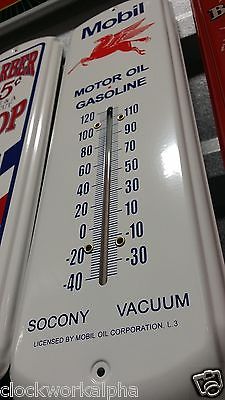 Mobil
MOTOR OIL
GASOLINE
120 110
100 90
80 70
60 50
40 30
20 10
0 -10
-20 -30
-40
SOCONY VACUUM
LICENSED BY MOBIL OIL CORPORATION, L.3
BARBER
5¢
OP
clockworkalpha